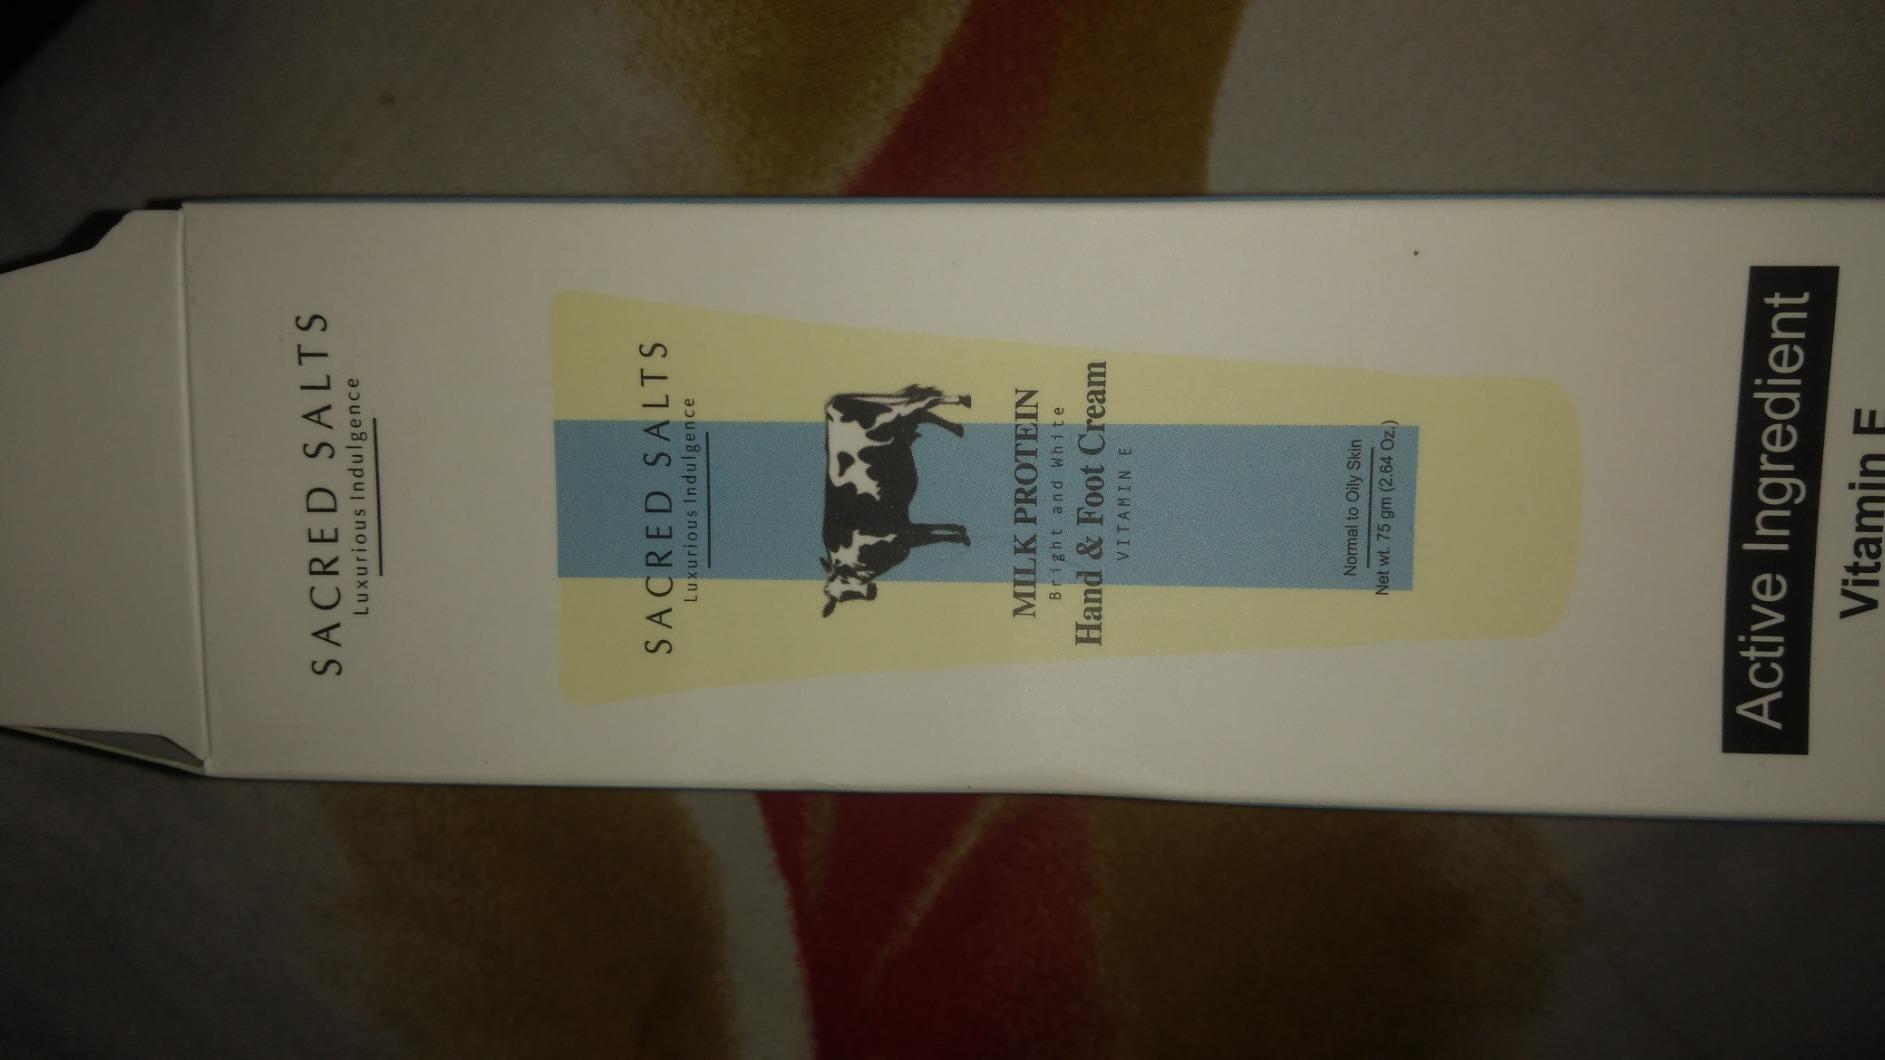 SACRED SALTS
Luxurious Indulgence
SACRED SALTS
Luxurious Indulgence
MILK PROTEIN
Bright and White
Hand & Foot Cream
VITAMIN E
Normal to Oily Skin
Net wt. 75 gm (2.64 Oz.)
Active Ingredient
Vitamin E